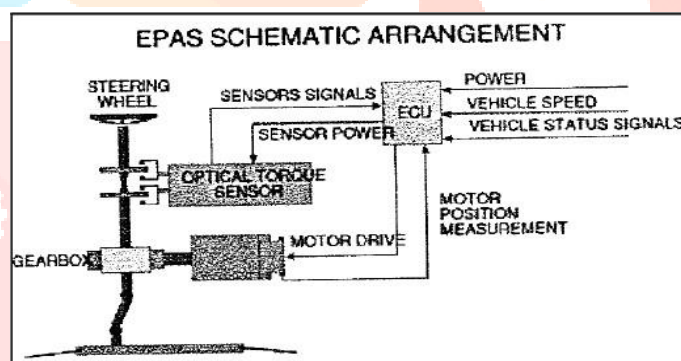 EPAS SCHEMATIC ARRANGEMENT
STEERING
WHEEL
SENSORS SIGNALS
ECU
POWER
VEHICLE SPEED
VEHICLE STATUS SIGNALS
SENSOR POWER
OPTICAL TORQUE
SENSOR
MOTOR
POSITION
MEASUREMENT
MOTOR DRIVE
GEARBOX